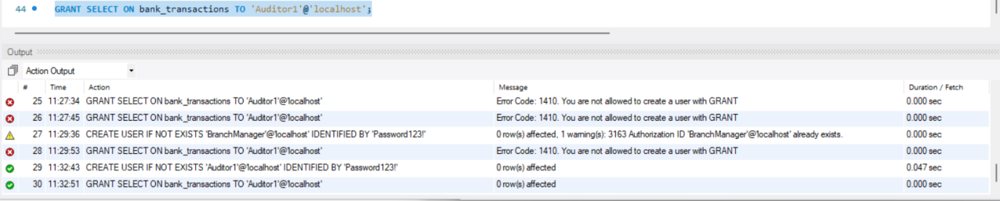 44 GRANT SELECT ON bank_transactions TO 'Auditor1'@'localhost';
Output
Action Output
# Time Action Message Duration / Fetch
25 11:27:34 GRANT SELECT ON bank_transactions TO 'Auditor1'@'localhost' Error Code: 1410. You are not allowed to create a user with GRANT 0.000 sec
26 11:27:45 GRANT SELECT ON bank_transactions TO 'Auditor1'@'localhost' Error Code: 1410. You are not allowed to create a user with GRANT 0.000 sec
27 11:29:36 CREATE USER IF NOT EXISTS 'BranchManager'@'localhost' IDENTIFIED BY 'Password123!' 0 row(s) affected, 1 warning(s): 3163 Authorization ID 'BranchManager'@'localhost' already exists. 0.000 sec
28 11:29:53 GRANT SELECT ON bank_transactions TO 'Auditor1'@'localhost' Error Code: 1410. You are not allowed to create a user with GRANT 0.000 sec
29 11:32:43 CREATE USER IF NOT EXISTS 'Auditor1'@'localhost' IDENTIFIED BY 'Password123!' 0 row(s) affected 0.047 sec
30 11:32:51 GRANT SELECT ON bank_transactions TO 'Auditor1'@'localhost' 0 row(s) affected 0.000 sec